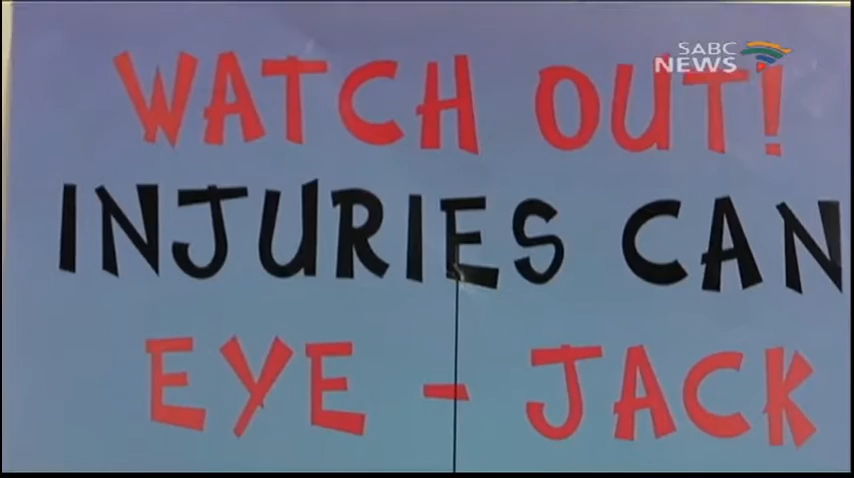 SABC
NEWS
WATCH OUT!
INJURIES CAN
EYE - JACK